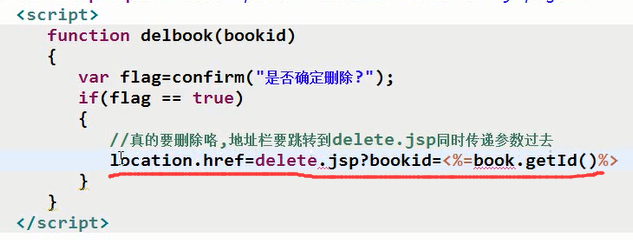 <script>
function delbook(bookid)
{
var flag=confirm("是否确定删除?");
if(flag == true)
{
//真的要删除略,地址栏要跳转到delete.jsp同时传递参数过去
location.href=delete.jsp?bookid=<%=book.getId()%>
}
}
</script>